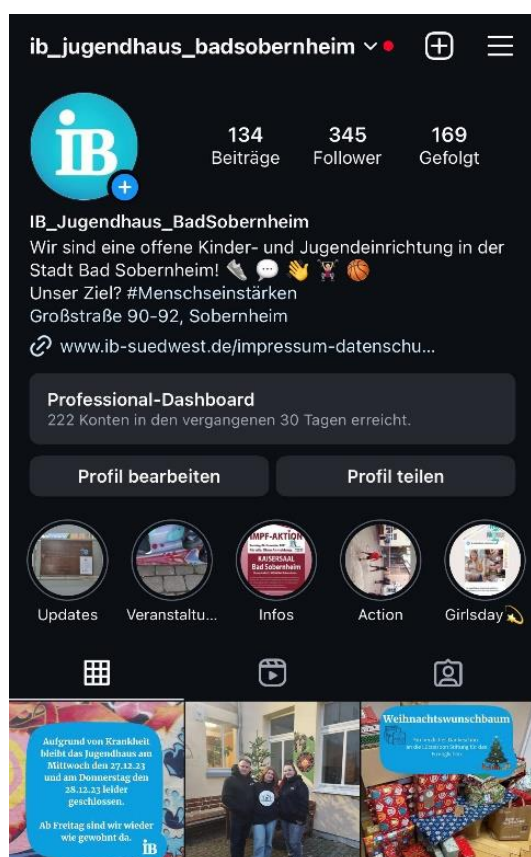 ib_jugendhaus_badsobernheim
iB
134 345 169
Beiträge Follower Gefolgt
IB_Jugendhaus_BadSobernheim
Wir sind eine offene Kinder- und Jugendeinrichtung in der
Stadt Bad Sobernheim! 👟 💬 👋 🏋️ 🏀
Unser Ziel? #Menschseinstärken
Großstraße 90-92, Sobernheim
www.ib-suedwest.de/impressum-datenschu...
Professional-Dashboard
222 Konten in den vergangenen 30 Tagen erreicht.
Profil bearbeiten Profil teilen
IMPF-AKTION
KAISERSAAL
Bad Sobernheim
Updates Veranstaltu... Infos Action Girlsday💫
Aufgrund von Krankheit
bleibt das Jugendhaus am
Mittwoch den 27.12.23
und am Donnerstag den
28.12.23 leider
geschlossen.
Ab Freitag sind wir wieder
wie gewohnt da.
iB
Weihnachtswunschbaum